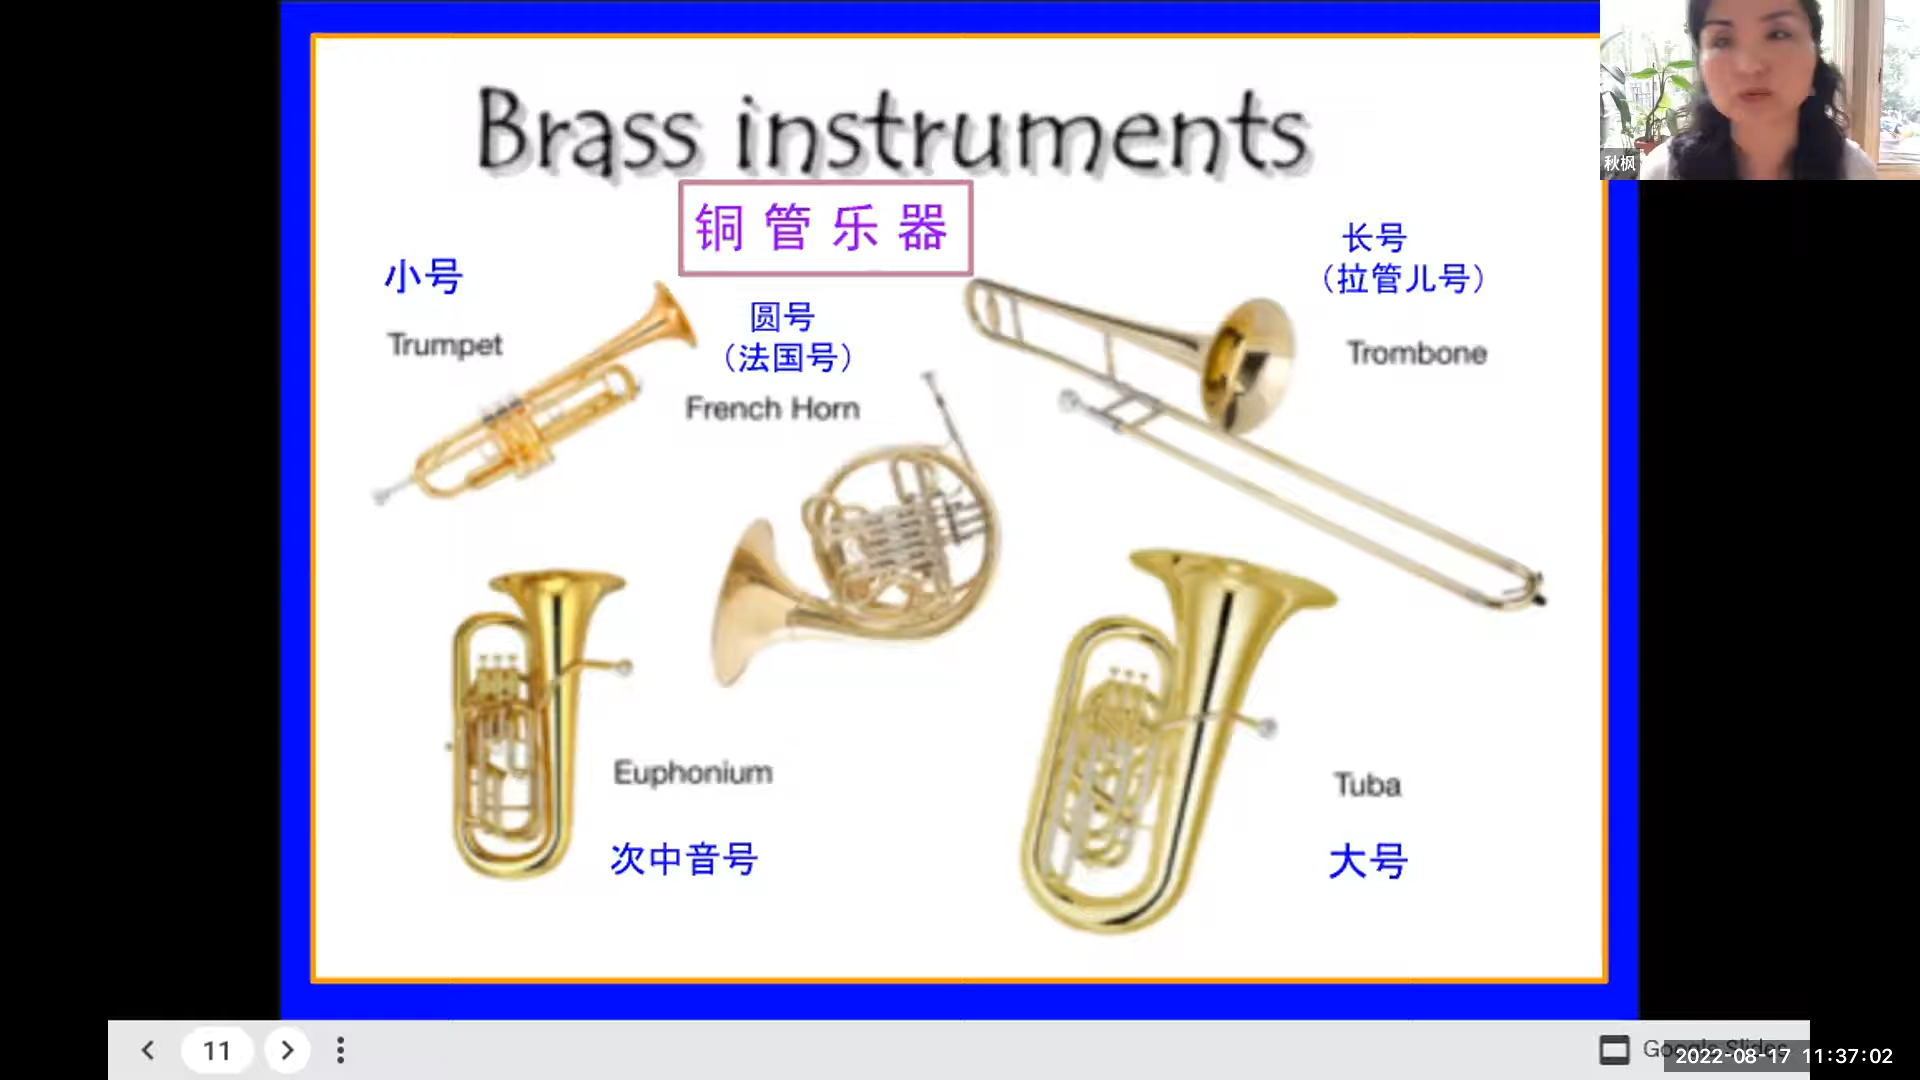 Brass instruments
铜管乐器
小号
Trumpet
圆号
（法国号）
French Horn
长号
（拉管儿号）
Trombone
Euphonium
次中音号
Tuba
大号
秋枫
11
Google Slides
2022-08-17 11:37:02